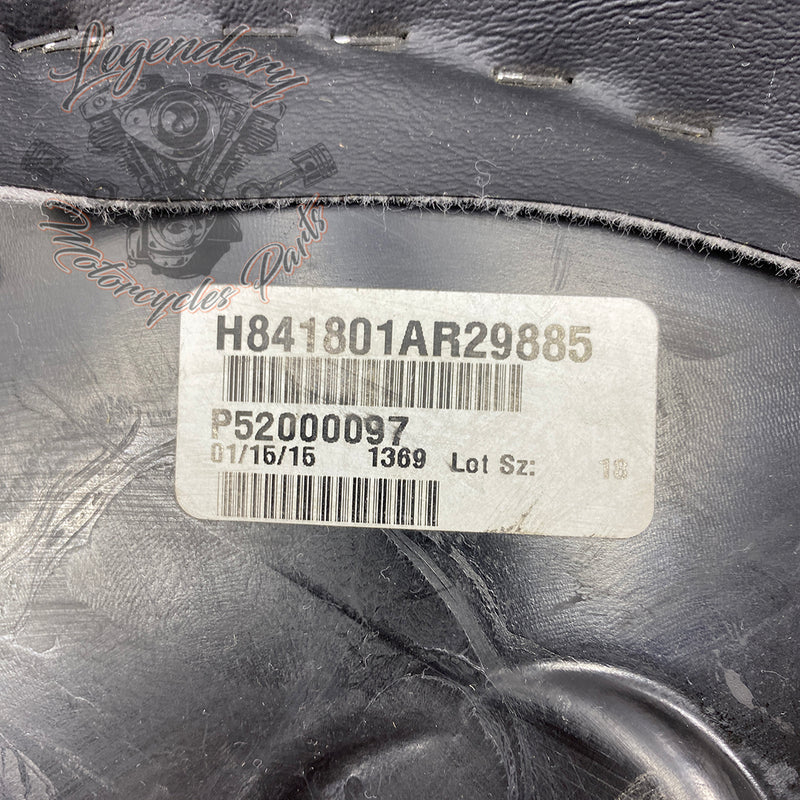 Legendary
Motorcycles Parts
H841801AR29885
P52000097
01/15/15 1369 Lot Sz: 18